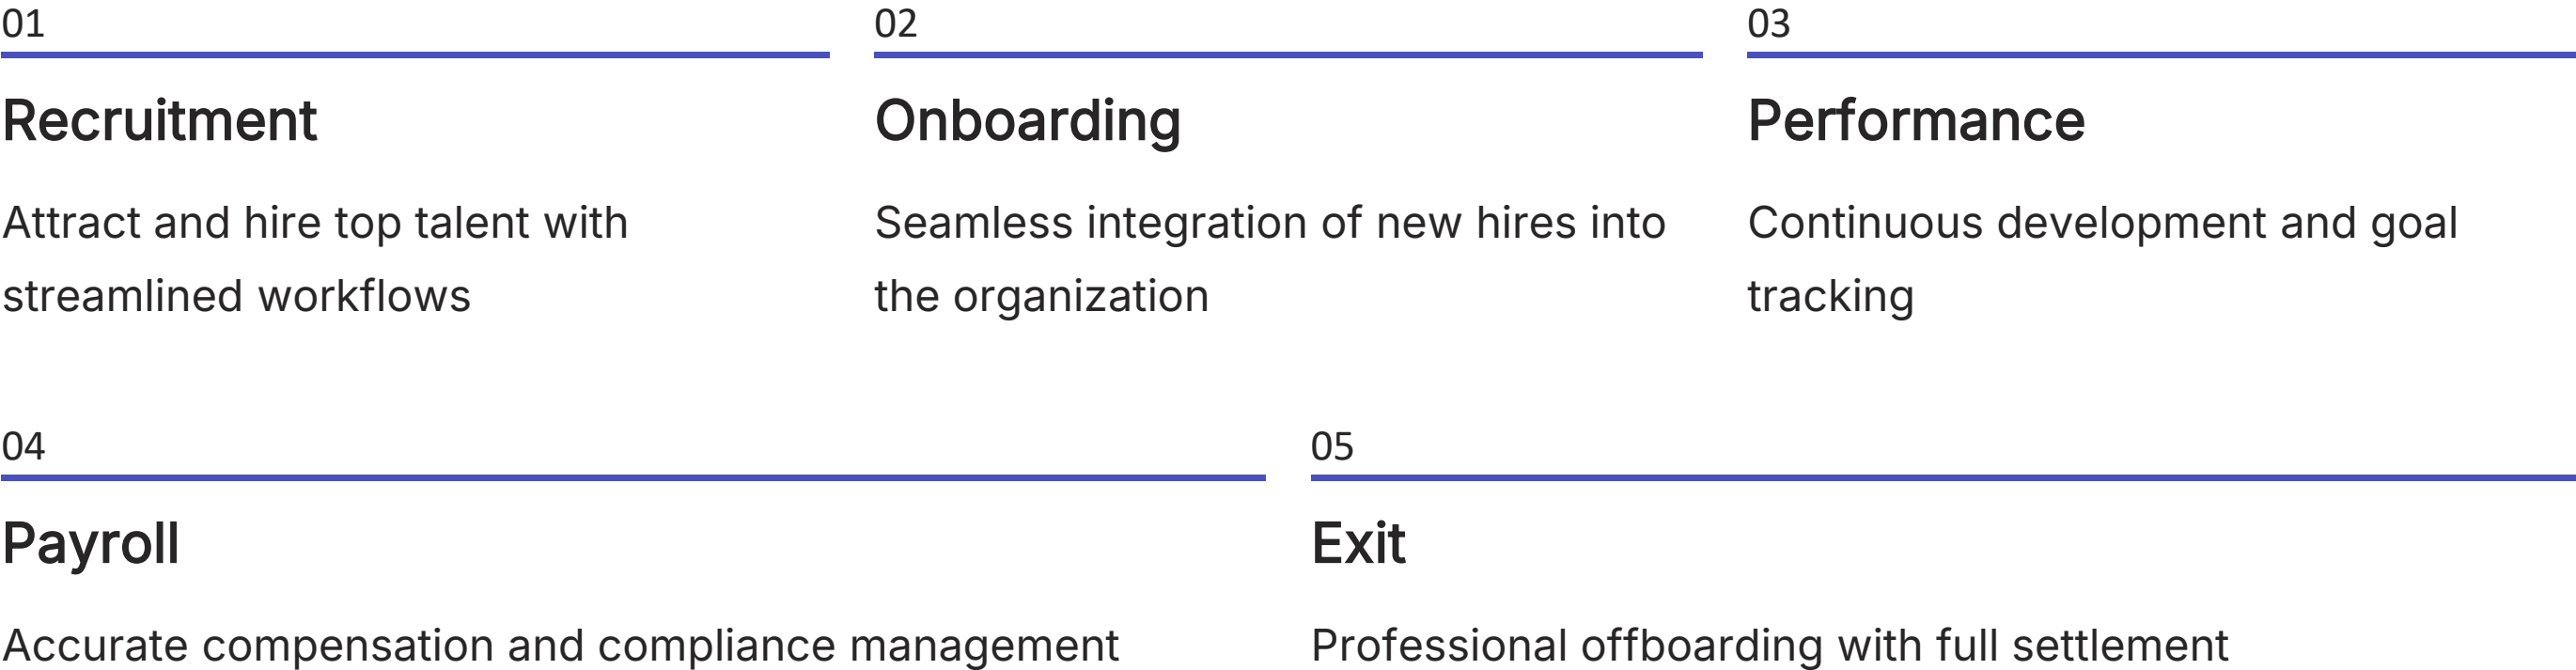 01
Recruitment
Attract and hire top talent with
streamlined workflows
02
Onboarding
Seamless integration of new hires into
the organization
03
Performance
Continuous development and goal
tracking
04
Payroll
Accurate compensation and compliance management
05
Exit
Professional offboarding with full settlement